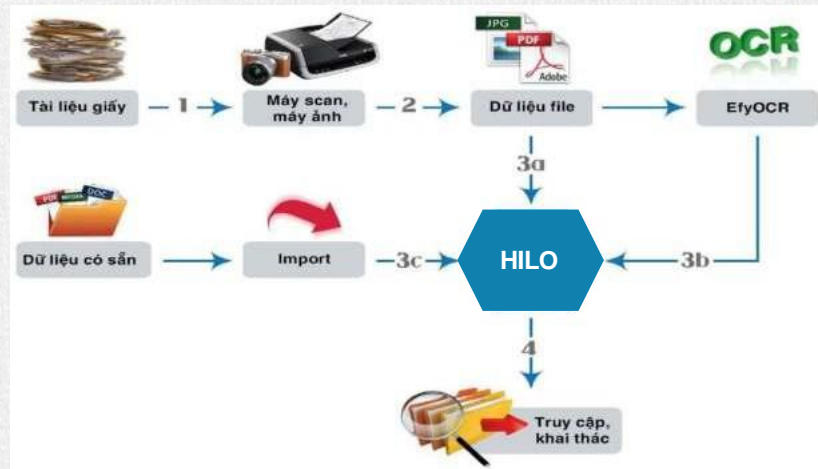 JPG
PDF
Adobe
OCR
Tài liệu giấy
1
Máy scan,
máy ảnh
2
Dữ liệu file
EfyOCR
3a
PDF
MEDIA
DOC
Dữ liệu có sẵn
Import
3c
HILO
3b
4
Truy cập,
khai thác